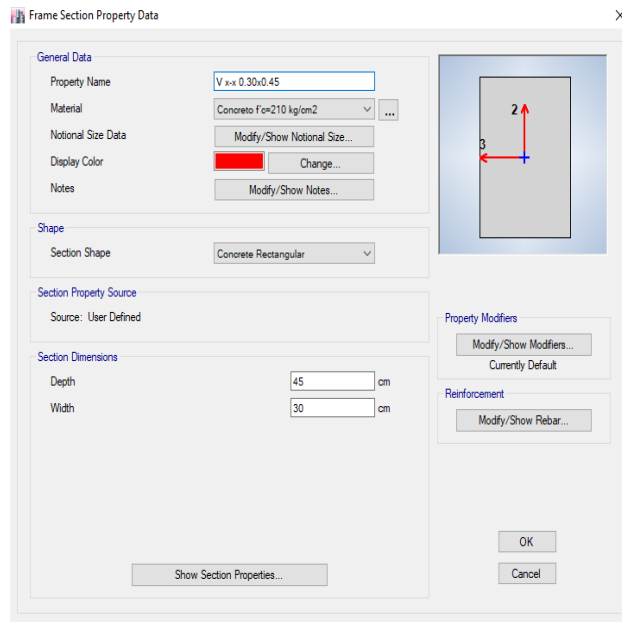 Frame Section Property Data
General Data
Property Name V x-x 0.30x0.45
Material Concreto f'c=210 kg/cm2 ...
Notional Size Data Modify/Show Notional Size...
Display Color Change...
Notes Modify/Show Notes...
2
3
Shape
Section Shape Concrete Rectangular
Section Property Source
Source: User Defined
Section Dimensions
Depth 45 cm
Width 30 cm
Show Section Properties...
Property Modifiers
Modify/Show Modifiers...
Currently Default
Reinforcement
Modify/Show Rebar...
OK
Cancel